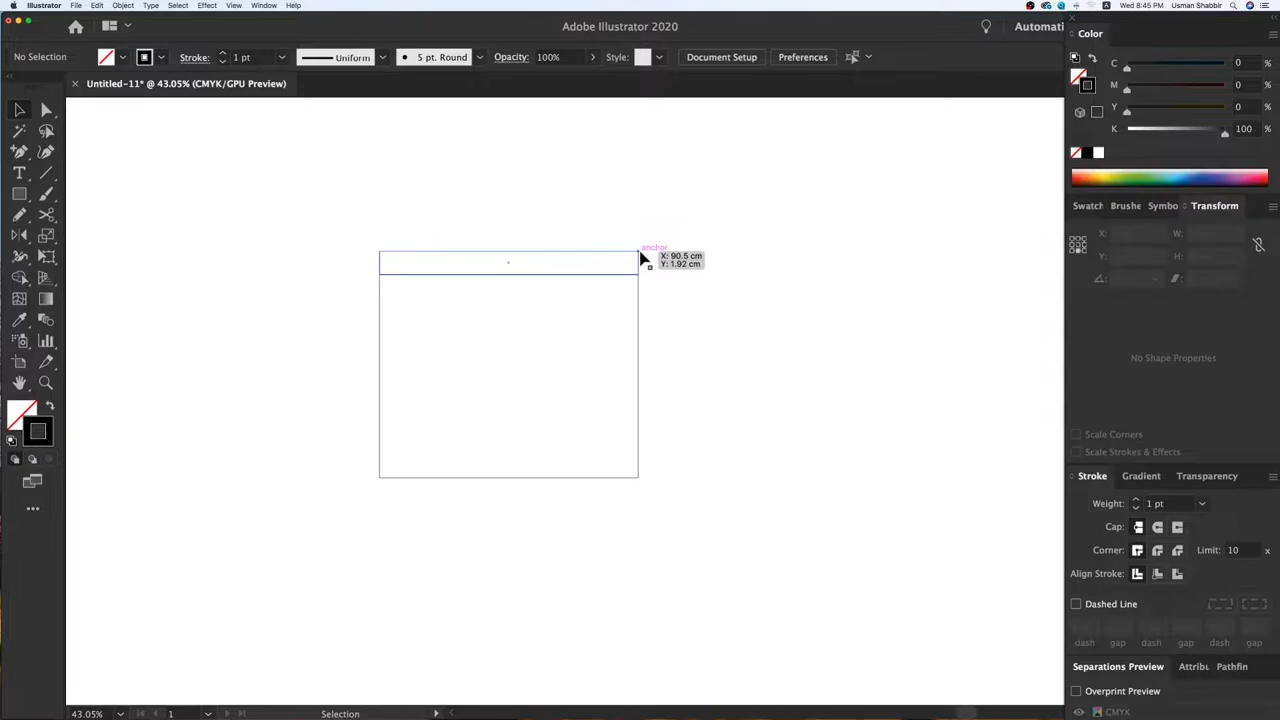 Illustrator File Edit Object Type Select Effect View Window Help
A Wed 8:45 PM Usman Shabbir
Adobe Illustrator 2020
Automati
No Selection Stroke: 1 pt Uniform 5 pt. Round Opacity: 100% Style: Document Setup Preferences
Untitled-11* @ 43.05% (CMYK/GPU Preview)
Color
C 0 %
M 0 %
Y 0 %
K 100 %
Swatch Brushe Symbo Transform
X: W:
Y: H:
No Shape Properties
Scale Corners
Scale Strokes & Effects
anchor
X: 90.5 cm
Y: 1.92 cm
Stroke Gradient Transparency
Weight: 1 pt
Cap:
Corner: Limit: 10 x
Align Stroke:
Dashed Line
dash gap dash gap dash gap
Separations Preview Attribu Pathfin
Overprint Preview
CMYK
43.05% 1 Selection